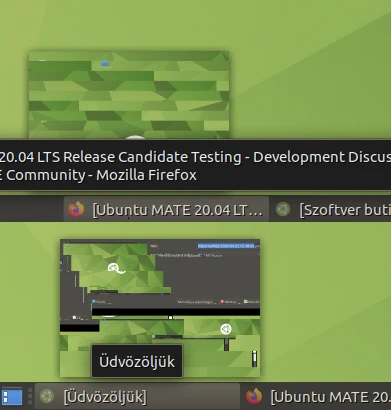 20.04 LTS Release Candidate Testing - Development Discus
E Community - Mozilla Firefox
[Ubuntu MATE 20.04 LT... [Szoftver buti
Üdvözöljük
[Üdvözöljük] [Ubuntu MATE 20.